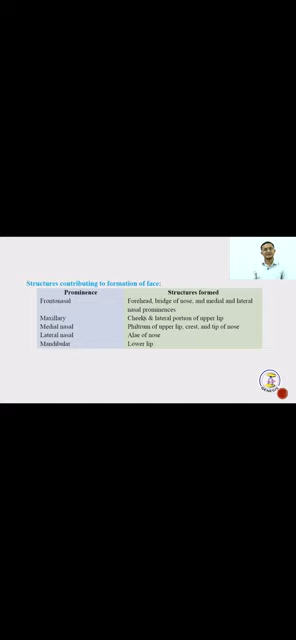 Structures contributing to formation of face:
Prominence Structures formed
Frontonasal Forehead, bridge of nose, and medial and lateral
nasal prominences
Maxillary Cheeks & lateral portion of upper lip
Medial nasal Philtrum of upper lip, crest, and tip of nose
Lateral nasal Alae of nose
Mandibular Lower lip